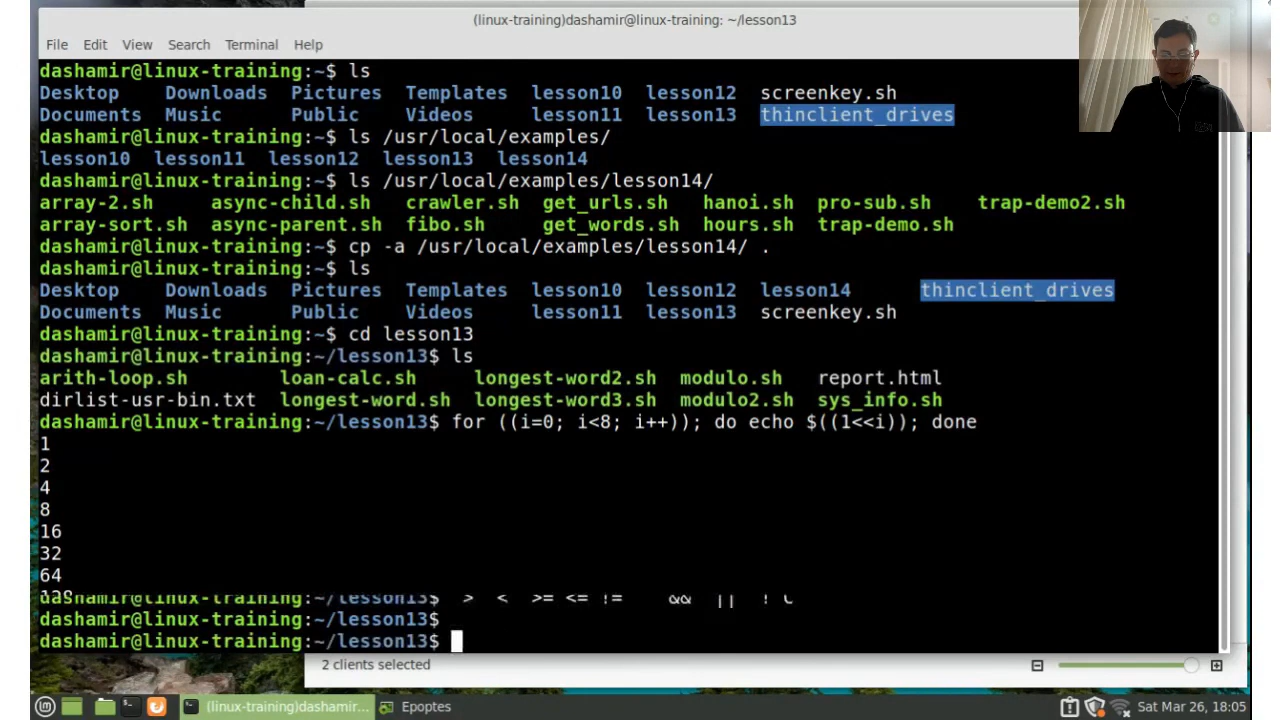 (linux-training)dashamir@linux-training: ~/lesson13
File Edit View Search Terminal Help
dashamir@linux-training:~$ ls
Desktop Downloads Pictures Templates lesson10 lesson12 screenkey.sh
Documents Music Public Videos lesson11 lesson13 thinclient_drives
dashamir@linux-training:~$ ls /usr/local/examples/
lesson10 lesson11 lesson12 lesson13 lesson14
dashamir@linux-training:~$ ls /usr/local/examples/lesson14/
array-2.sh async-child.sh crawler.sh get_urls.sh hanoi.sh pro-sub.sh trap-demo2.sh
array-sort.sh async-parent.sh fibo.sh get_words.sh hours.sh trap-demo.sh
dashamir@linux-training:~$ cp -a /usr/local/examples/lesson14/ .
dashamir@linux-training:~$ ls
Desktop Downloads Pictures Templates lesson10 lesson12 lesson14 thinclient_drives
Documents Music Public Videos lesson11 lesson13 screenkey.sh
dashamir@linux-training:~$ cd lesson13
dashamir@linux-training:~/lesson13$ ls
arith-loop.sh loan-calc.sh longest-word2.sh modulo.sh report.html
dirlist-usr-bin.txt longest-word.sh longest-word3.sh modulo2.sh sys_info.sh
dashamir@linux-training:~/lesson13$ for ((i=0; i<8; i++)); do echo $((1<<i)); done
1
2
4
8
16
32
64
dashamir@linux-training:~/lesson13$ > < >= <= != && || !
dashamir@linux-training:~/lesson13$
dashamir@linux-training:~/lesson13$
2 clients selected
(linux-training)dashamir... Epoptes Sat Mar 26, 18:05